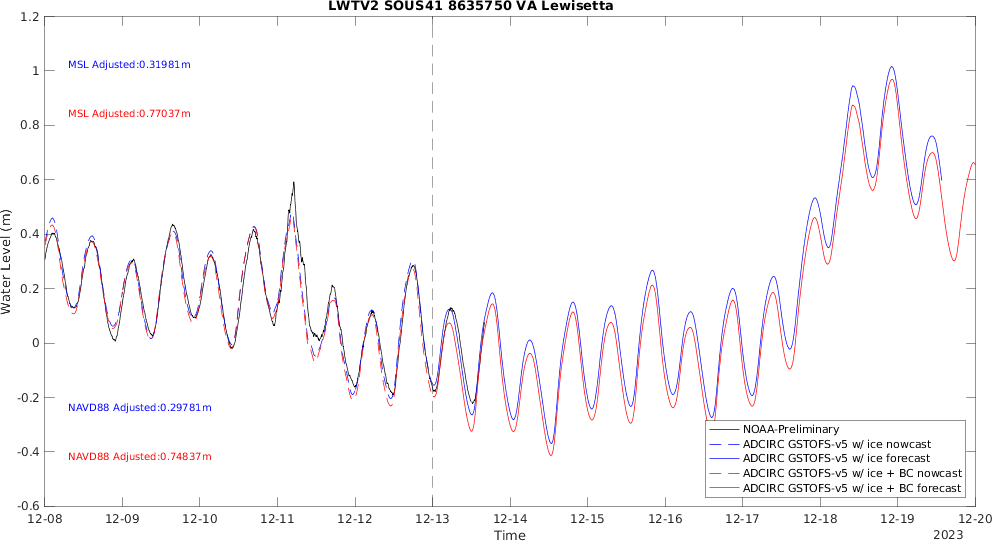 LWTV2 SOUS41 8635750 VA Lewisetta
1.2
1
0.8
0.6
0.4
0.2
0
-0.2
-0.4
-0.6
Water Level (m)
MSL Adjusted:0.31981m
MSL Adjusted:0.77037m
NAVD88 Adjusted:0.29781m
NAVD88 Adjusted:0.74837m
NOAA-Preliminary
ADCIRC GSTOFS-v5 w/ ice nowcast
ADCIRC GSTOFS-v5 w/ ice forecast
ADCIRC GSTOFS-v5 w/ ice + BC nowcast
ADCIRC GSTOFS-v5 w/ ice + BC forecast
12-08 12-09 12-10 12-11 12-12 12-13 12-14 12-15 12-16 12-17 12-18 12-19 12-20
Time
2023